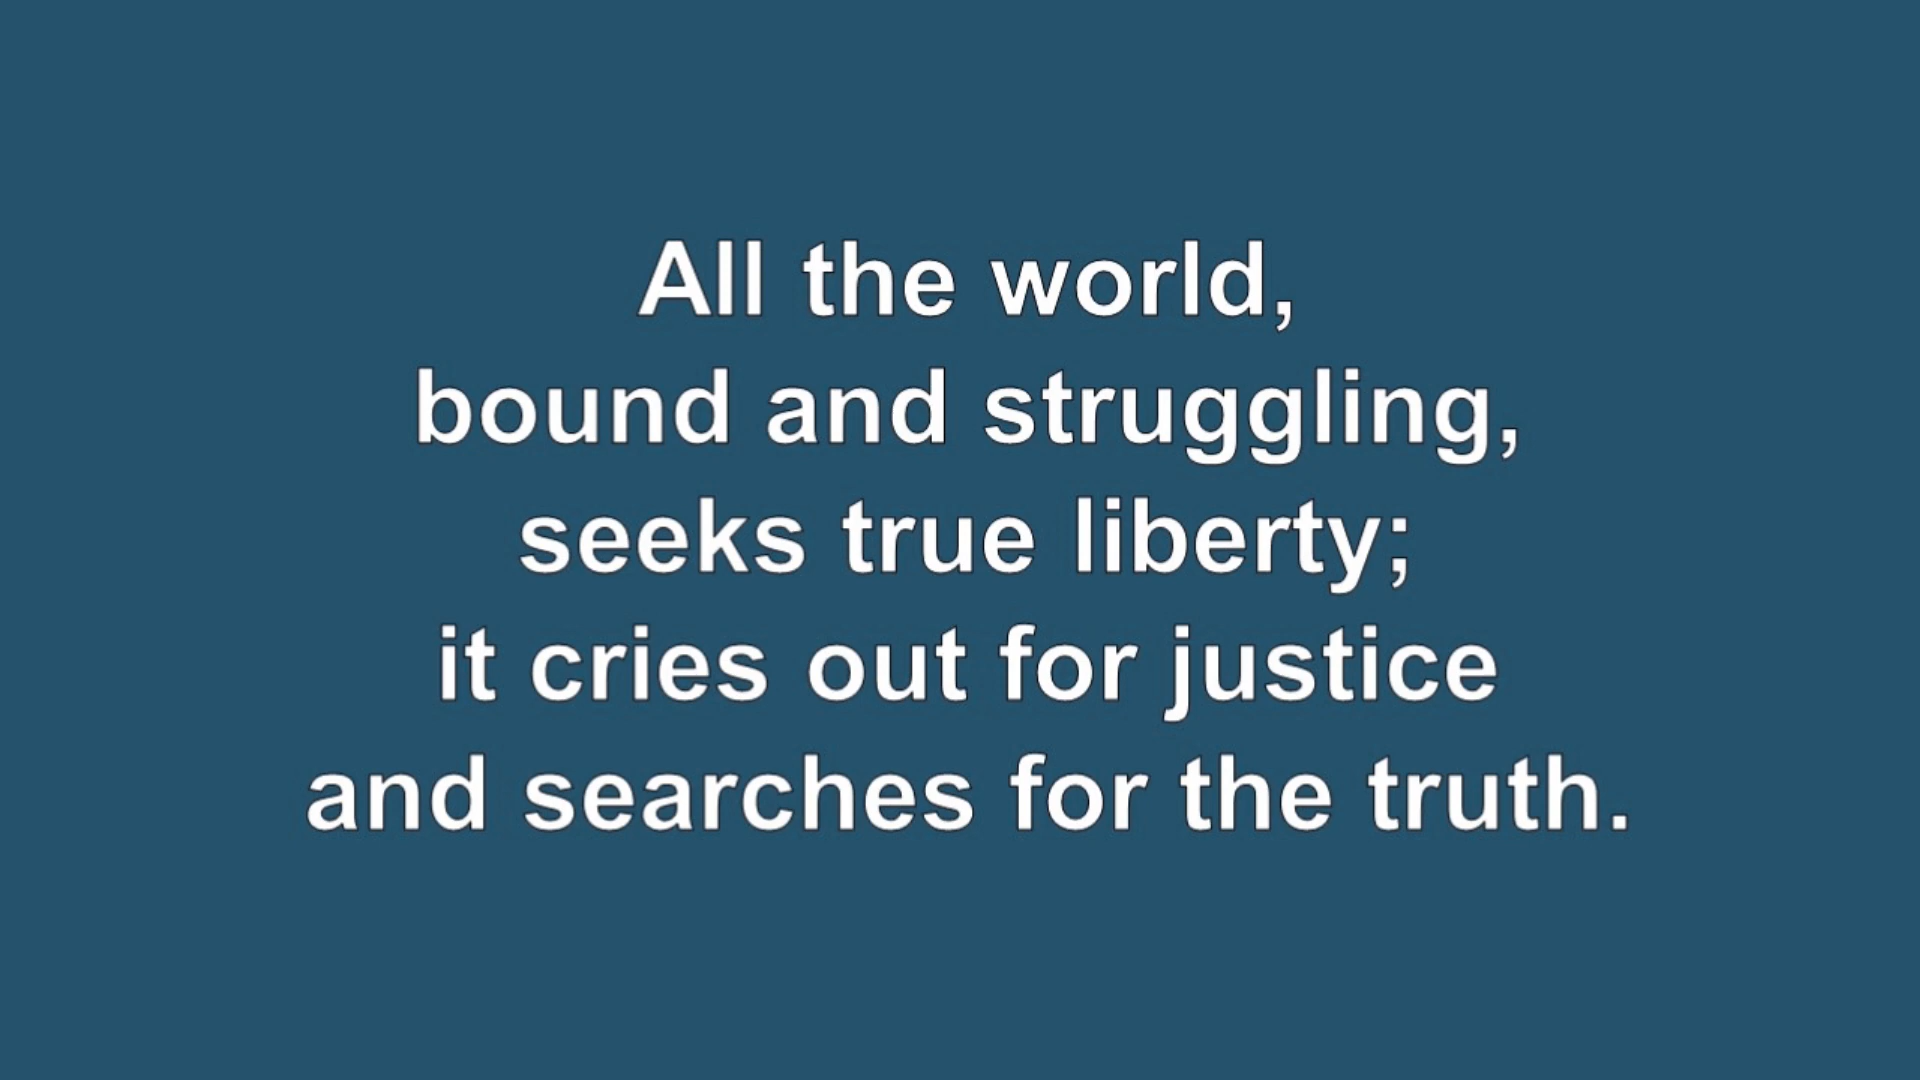 All the world,
bound and struggling,
seeks true liberty;
it cries out for justice
and searches for the truth.